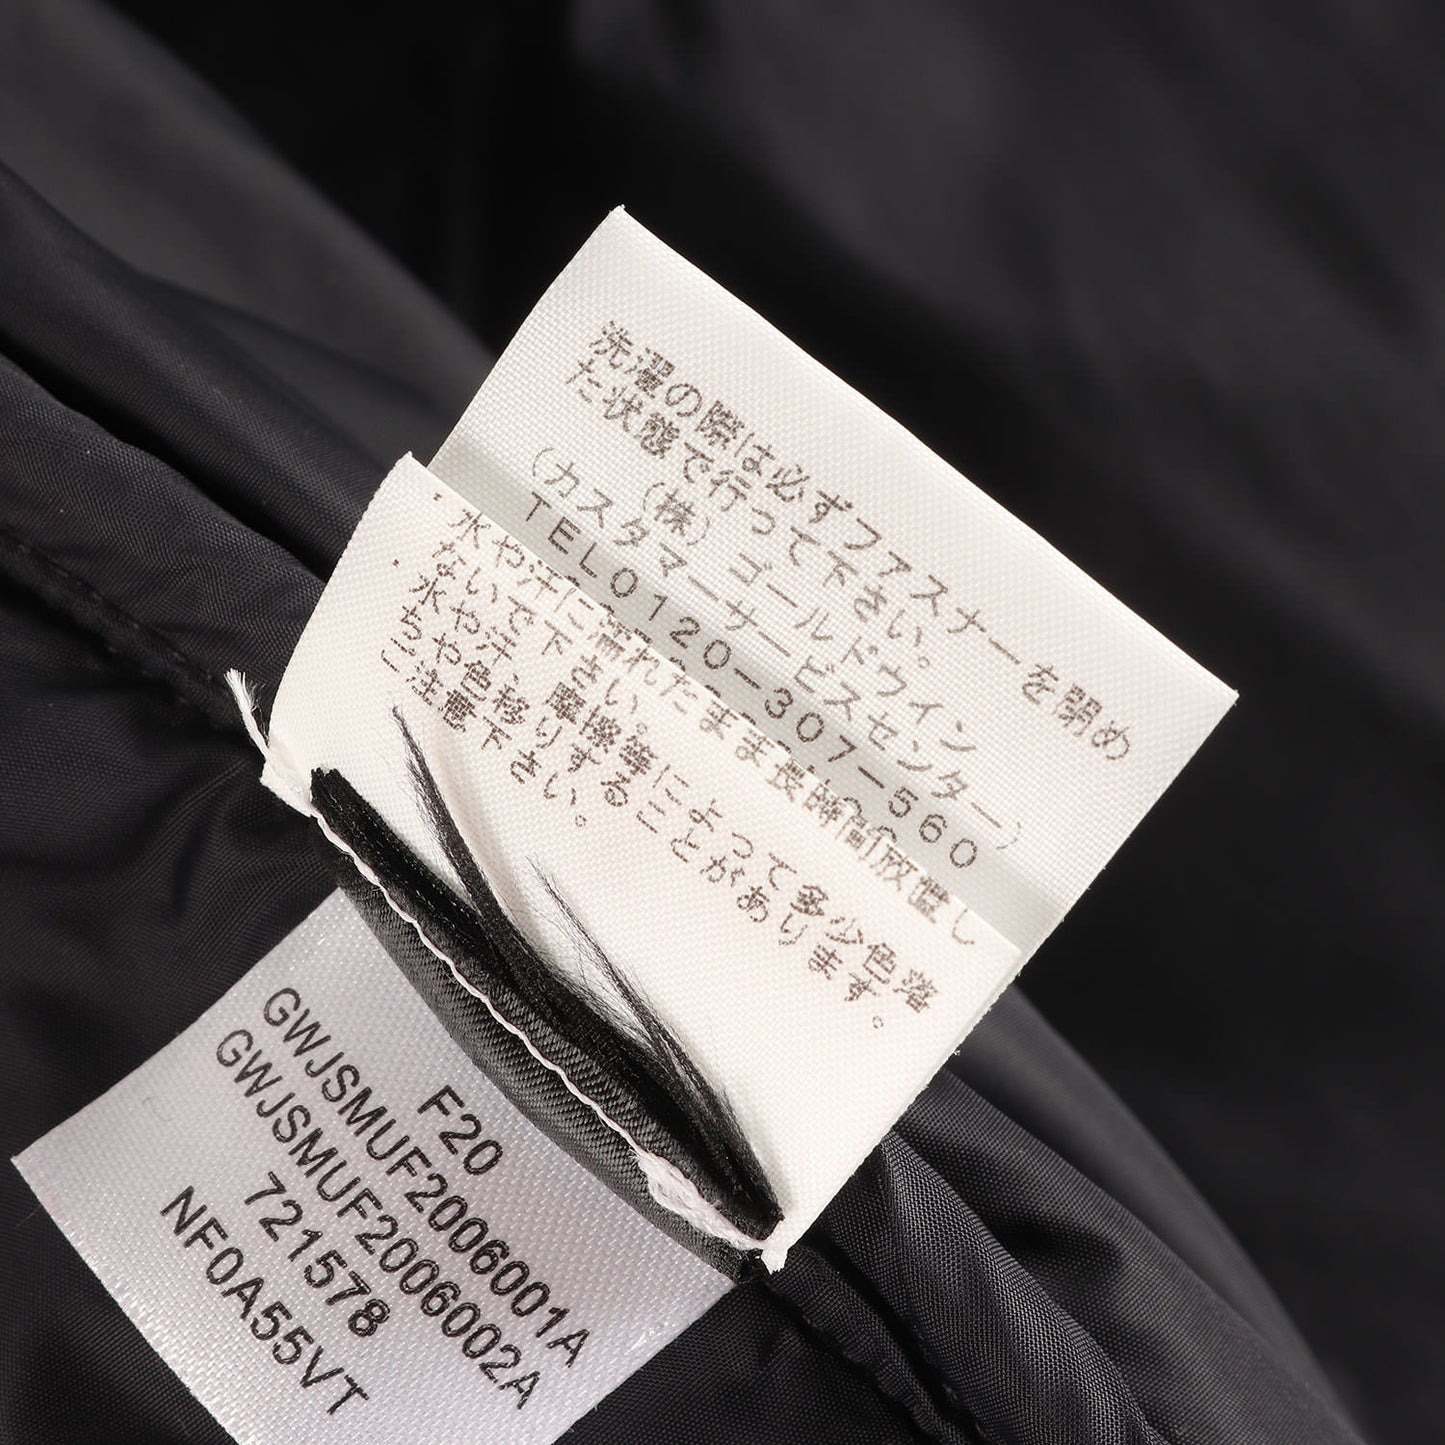 洗濯の際は必ずファスナーを閉め
た状態で行って下さい。
(株)ゴールドウイン
(カスタマーサービスセンター)
TEL0120-307-560
・水や汗に濡れたまま長時間放置し
ないで下さい。
・水や汗、摩擦等によって多少色落
ちや色移りすることがあります。
ご注意下さい。
F20
GWJSMUF2006001A
GWJSMUF2006002A
721578
NF0A55VT